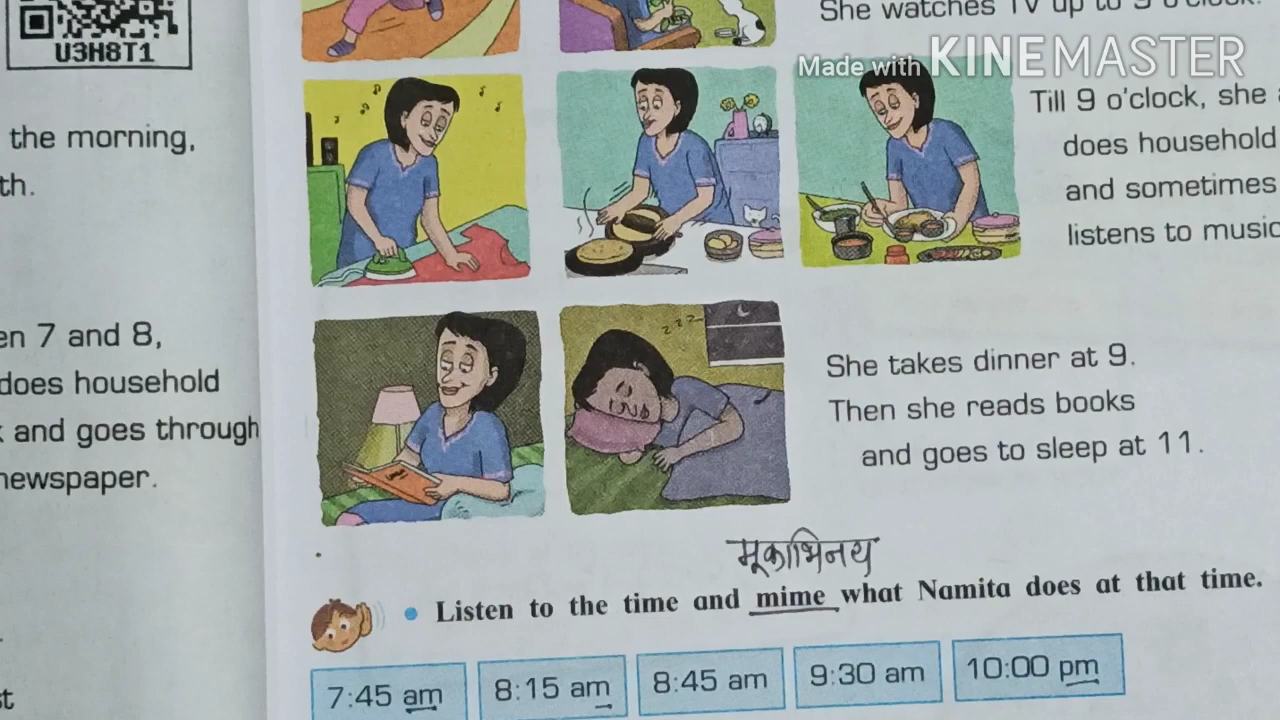 U3H8T1
the morning,
th.
en 7 and 8,
does household
and goes through
newspaper.
She watches TV up to 9 o'clock.
Made with KINEMASTER
Till 9 o'clock, she
does household
and sometimes
listens to music
z z z
She takes dinner at 9.
Then she reads books
and goes to sleep at 11.
मूकाभिनय
• Listen to the time and mime what Namita does at that time.
7:45 am 8:15 am 8:45 am 9:30 am 10:00 pm
st